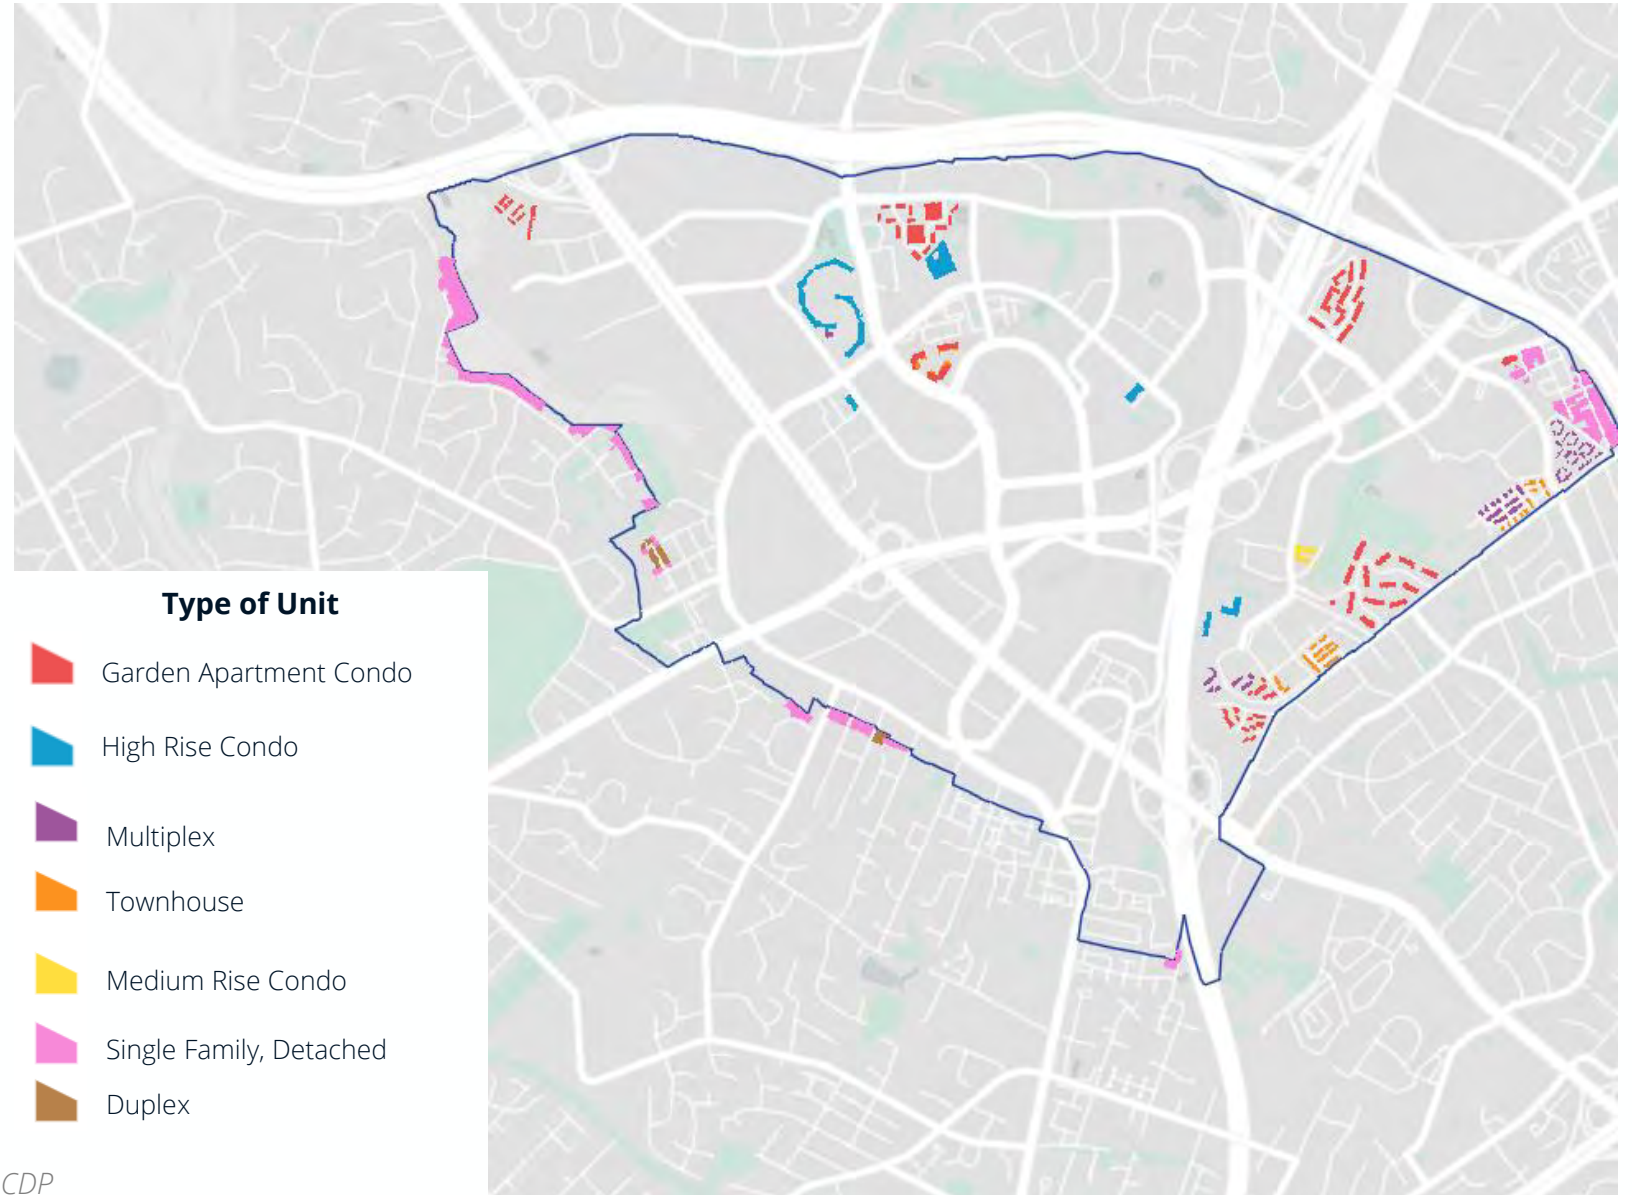 Type of Unit
Garden Apartment Condo
High Rise Condo
Multiplex
Townhouse
Medium Rise Condo
Single Family, Detached
Duplex
CDP